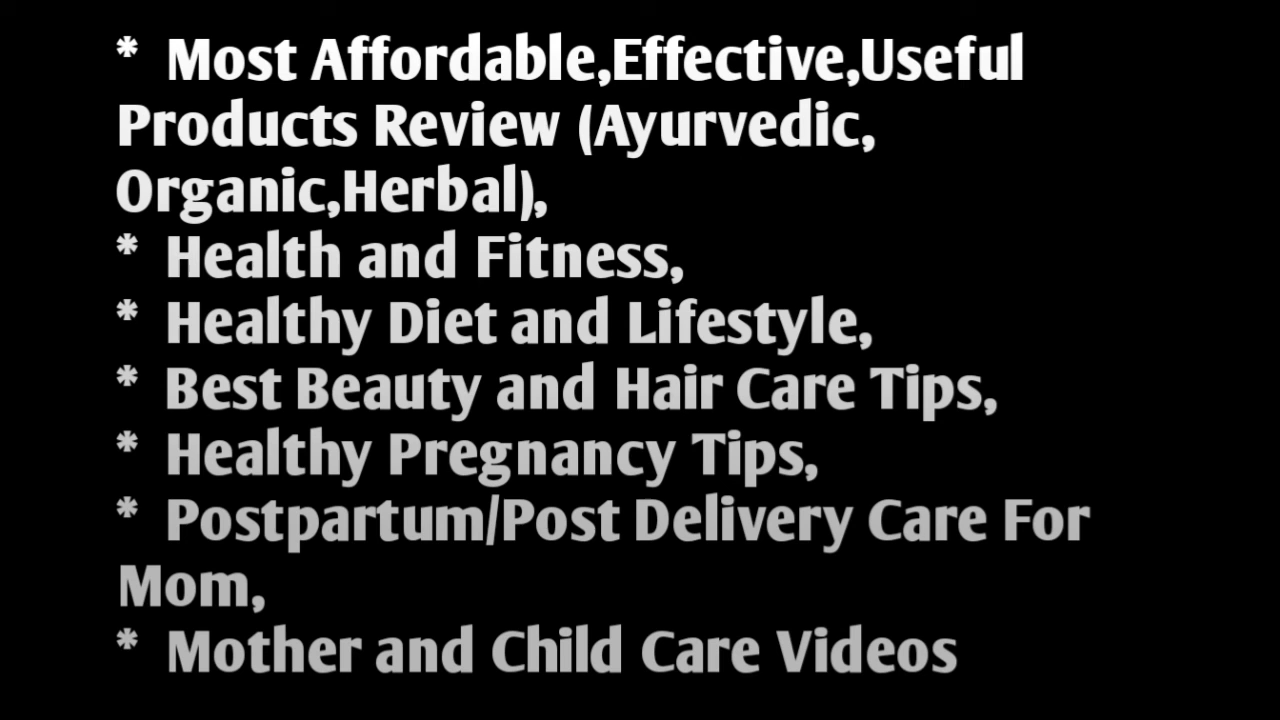 * Most Affordable,Effective,Useful
Products Review (Ayurvedic,
Organic,Herbal),
* Health and Fitness,
* Healthy Diet and Lifestyle,
* Best Beauty and Hair Care Tips,
* Healthy Pregnancy Tips,
* Postpartum/Post Delivery Care For
Mom,
* Mother and Child Care Videos